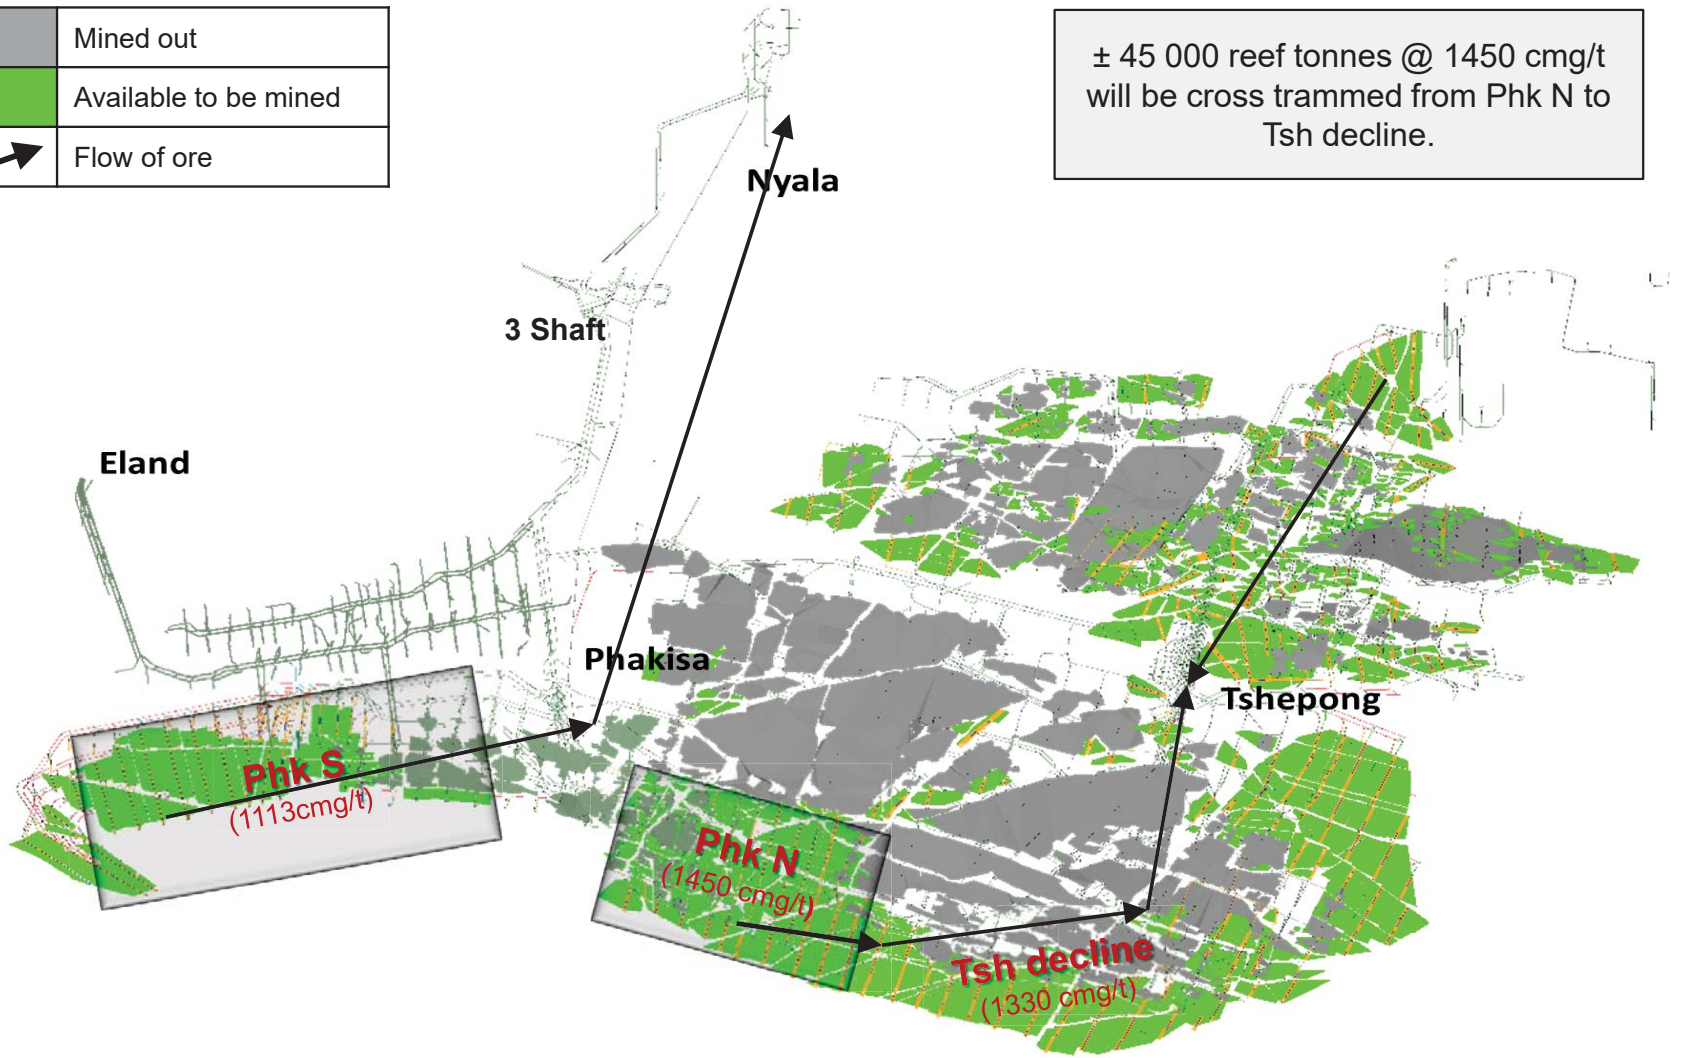 Mined out
Available to be mined
Flow of ore
± 45 000 reef tonnes @ 1450 cmg/t
will be cross trammed from Phk N to
Tsh decline.
Nyala
3 Shaft
Eland
Phakisa
Tshepong
Phk S
(1113cmg/t)
Phk N
(1450 cmg/t)
Tsh decline
(1330 cmg/t)